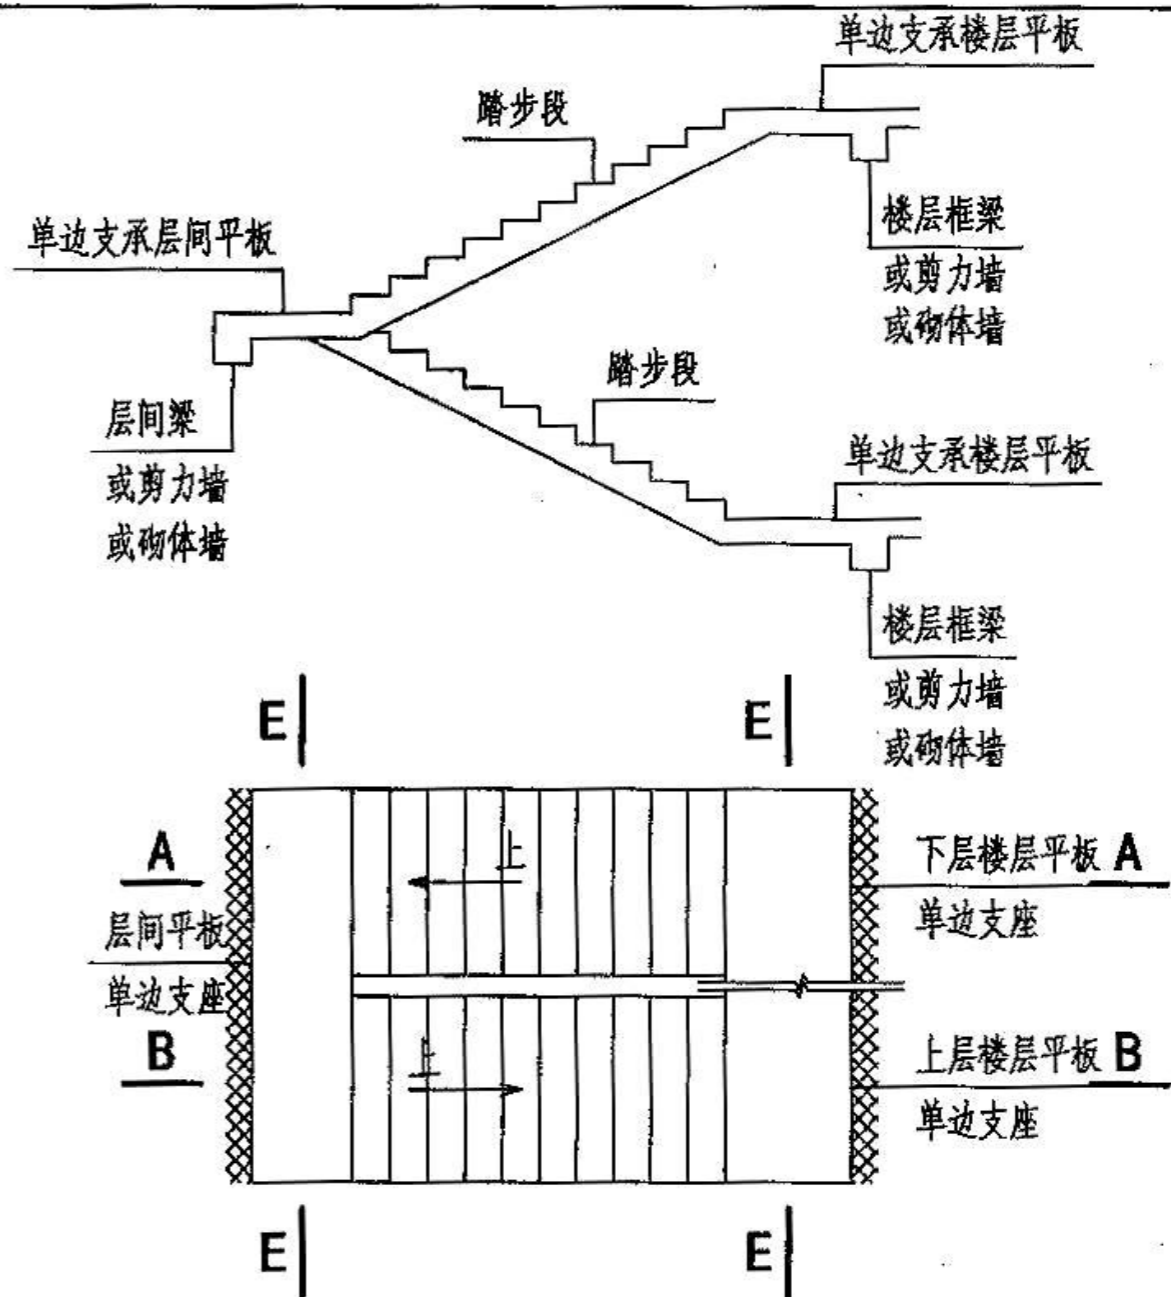 单边支承楼层平板
踏步段
单边支承层间平板
楼层框梁
或剪力墙
或砌体墙
踏步段
层间梁
或剪力墙
或砌体墙
单边支承楼层平板
楼层框梁
或剪力墙
或砌体墙
E
E
A
上
下层楼层平板 A
单边支座
层间平板
单边支座
B
上
上层楼层平板 B
单边支座
E
E